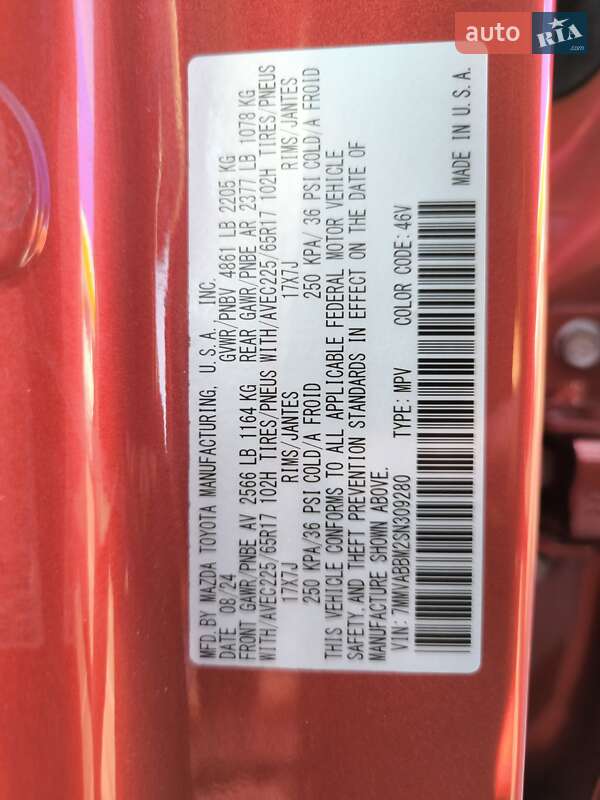 auto RIA.com
MFD. BY MAZDA TOYOTA MANUFACTURING, U.S.A. INC.
DATE 08/24 GVWR/PNBV 4861 LB 2205 KG
FRONT GAWR/PNBE AV 2566 LB 1164 KG REAR GAWR/PNBE AR 2377 LB 1078 KG
WITH/AVEC225/65R17 102H TIRES/PNEUS WITH/AVEC225/65R17 102H TIRES/PNEUS
17X7J RIMS/JANTES 17X7J RIMS/JANTES
250 KPA/36 PSI COLD/A FROID 250 KPA/ 36 PSI COLD/A FROID
THIS VEHICLE CONFORMS TO ALL APPLICABLE FEDERAL MOTOR VEHICLE
SAFETY, AND THEFT PREVENTION STANDARDS IN EFFECT ON THE DATE OF
MANUFACTURE SHOWN ABOVE.
VIN: 7MMVABBM2SN309280 TYPE: MPV COLOR CODE: 46V
MADE IN U.S.A.